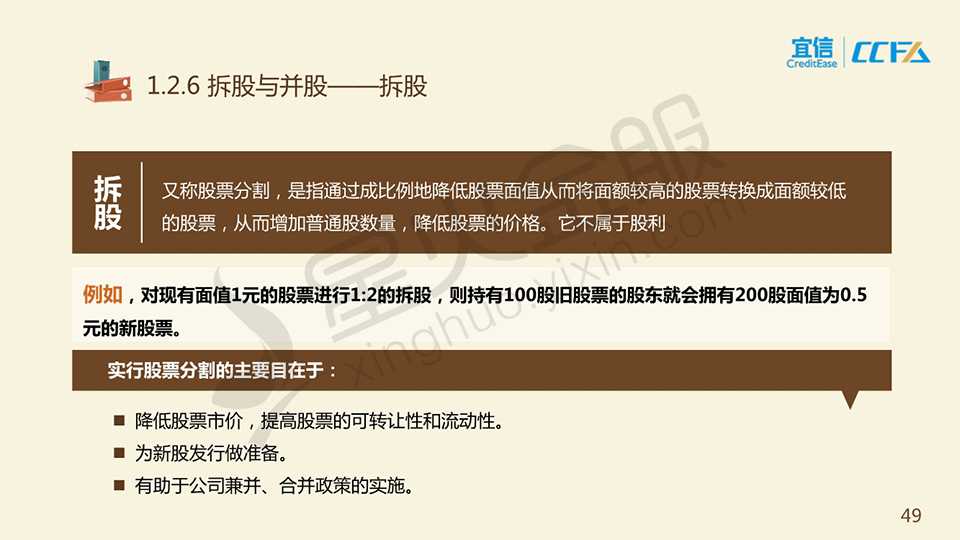 宜信
CreditEase
CCFA
1.2.6 拆股与并股——拆股
拆股
又称股票分割，是指通过成比例地降低股票面值从而将面额较高的股票转换成面额较低
的股票，从而增加普通股数量，降低股票的价格。它不属于股利
例如，对现有面值1元的股票进行1:2的拆股，则持有100股旧股票的股东就会拥有200股面值为0.5
元的新股票。
实行股票分割的主要目在于：
■ 降低股票市价，提高股票的可转让性和流动性。
■ 为新股发行做准备。
■ 有助于公司兼并、合并政策的实施。
星火金服
xinghuo.yixin.com
49